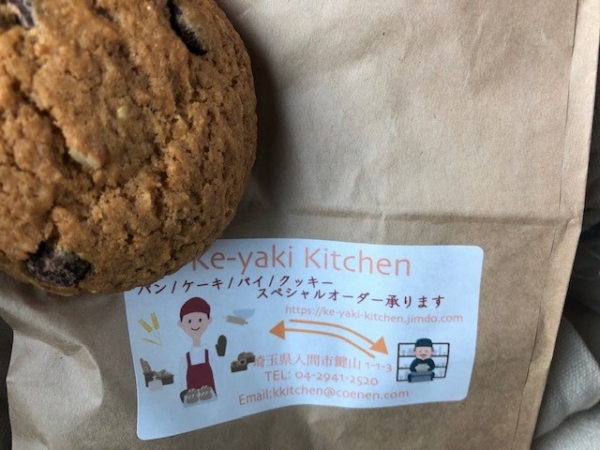 Ke-yaki Kitchen
パン/ケーキ/パイ/クッキー
スペシャルオーダー承ります
https://ke-yaki-kitchen.jimdo.com
埼玉県入間市鍵山 1-1-3
TEL: 04-2941-2520
Email:kkitchen@coenen.com